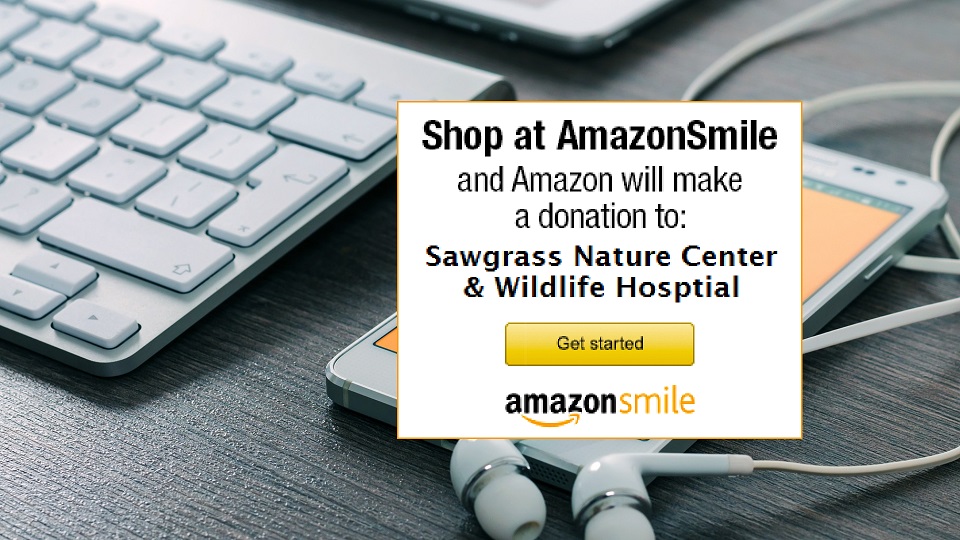 Shop at AmazonSmile
and Amazon will make
a donation to:
Sawgrass Nature Center
& Wildlife Hosptial
Get started
amazonsmile